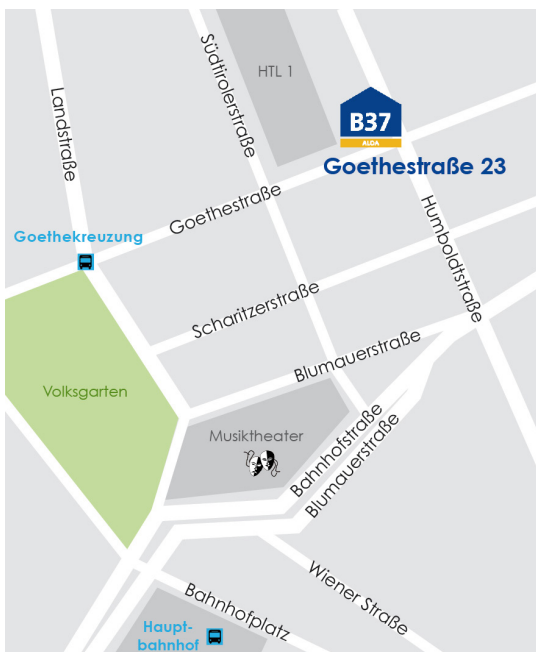 Südtirolerstraße
HTL 1
Landstraße
B37
ALOA
Goethestraße 23
Goethestraße
Goethekreuzung
Humboldtstraße
Scharitzerstraße
Blumauerstraße
Volksgarten
Musiktheater
Bahnhofstraße
Blumauerstraße
Wiener Straße
Bahnhofplatz
Haupt-
bahnhof